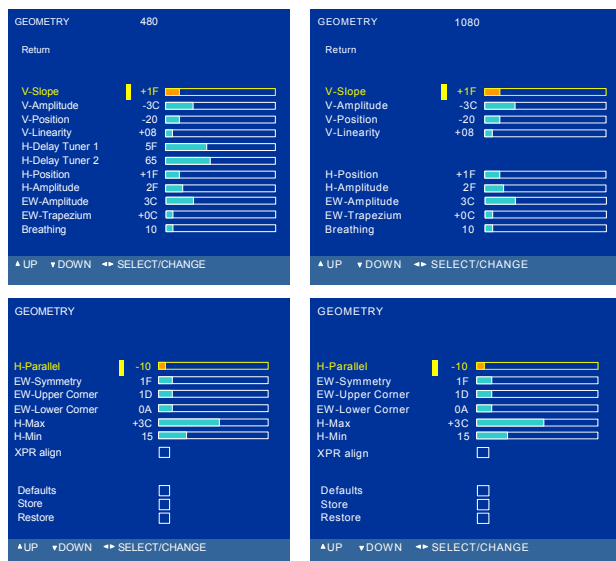 GEOMETRY 480
Return
V-Slope +1F
V-Amplitude -3C
V-Position -20
V-Linearity +08
H-Delay Tuner 1 5F
H-Delay Tuner 2 65
H-Position +1F
H-Amplitude 2F
EW-Amplitude 3C
EW-Trapezium +0C
Breathing 10
UP DOWN SELECT/CHANGE
GEOMETRY 1080
Return
V-Slope +1F
V-Amplitude -3C
V-Position -20
V-Linearity +08
H-Position +1F
H-Amplitude 2F
EW-Amplitude 3C
EW-Trapezium +0C
Breathing 10
UP DOWN SELECT/CHANGE
GEOMETRY
H-Parallel -10
EW-Symmetry 1F
EW-Upper Corner 1D
EW-Lower Corner 0A
H-Max +3C
H-Min 15
XPR align
Defaults
Store
Restore
UP DOWN SELECT/CHANGE
GEOMETRY
H-Parallel -10
EW-Symmetry 1F
EW-Upper Corner 1D
EW-Lower Corner 0A
H-Max +3C
H-Min 15
XPR align
Defaults
Store
Restore
UP DOWN SELECT/CHANGE